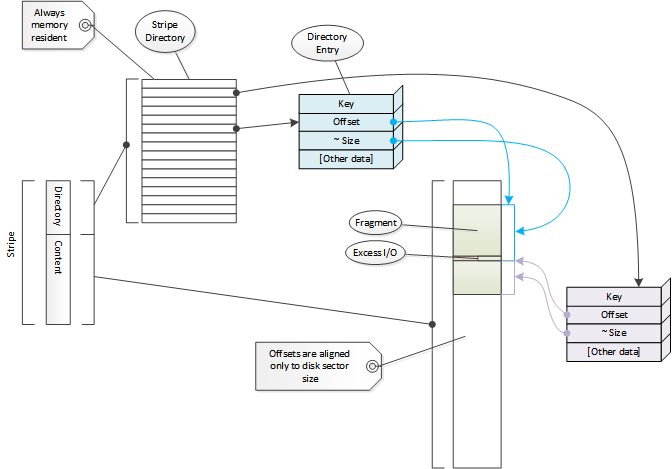 Always
memory
resident
Stripe
Directory
Directory
Entry
Key
Offset
~ Size
[Other data]
Stripe
Directory
Content
Fragment
Excess I/O
Key
Offset
~ Size
[Other data]
Offsets are aligned
only to disk sector
size